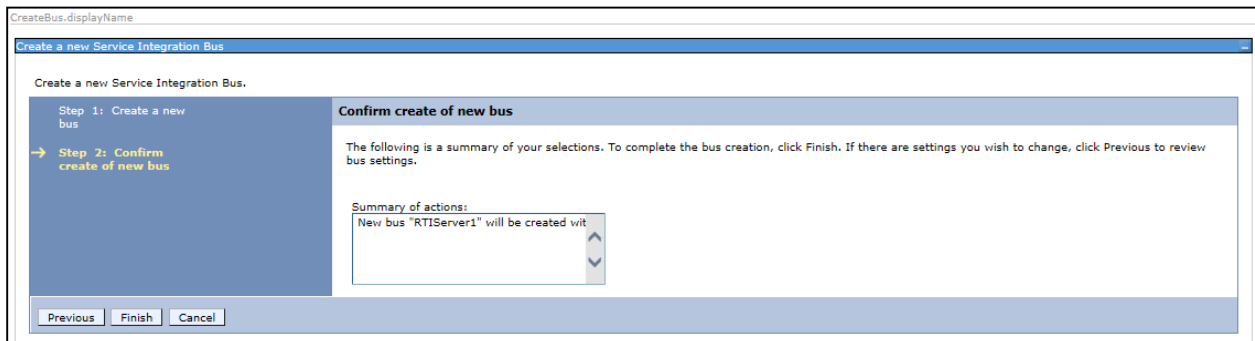 CreateBus.displayName
Create a new Service Integration Bus
Create a new Service Integration Bus.
Step 1: Create a new
bus
Step 2: Confirm
create of new bus
Confirm create of new bus
The following is a summary of your selections. To complete the bus creation, click Finish. If there are settings you wish to change, click Previous to review
bus settings.
Summary of actions:
New bus "RTIServer1" will be created wit
Previous Finish Cancel